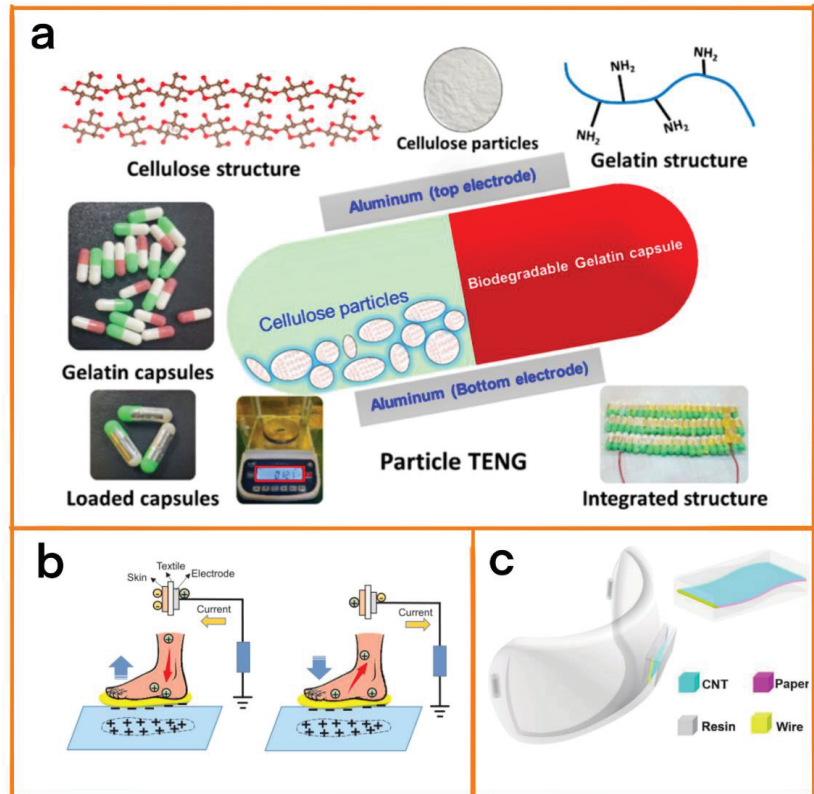 a
NH₂
NH₂
NH₂
NH₂
Cellulose structure
Cellulose particles
Gelatin structure
Aluminum (top electrode)
Biodegradable Gelatin capsule
Cellulose particles
Gelatin capsules
Aluminum (Bottom electrode)
Loaded capsules
Particle TENG
Integrated structure
b
Textile
Skin
Electrode
Current
Current
c
CNT
Paper
Resin
Wire